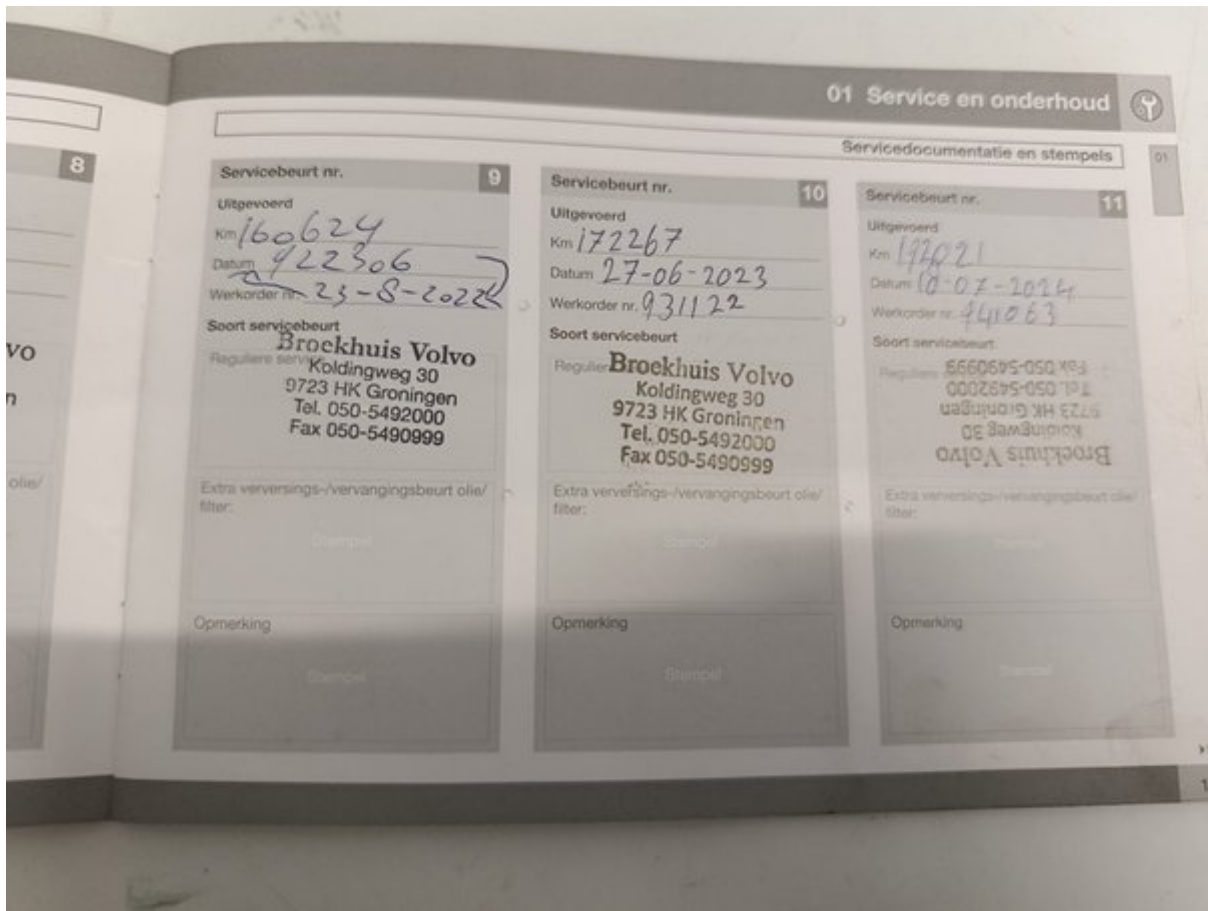 01 Service en onderhoud
Servicedocumentatie en stempels
01
8
vo
n
olie/
Servicebeurt nr. 9
Uitgevoerd
Km 160624
Datum 922306
Werkorder nr. 23-8-2022
Soort servicebeurt
Reguliere service
Broekhuis Volvo
Koldingweg 30
9723 HK Groningen
Tel. 050-5492000
Fax 050-5490999
Extra verversings-/vervangingsbeurt olie/
filter:
Stempel
Opmerking
Stempel
Servicebeurt nr. 10
Uitgevoerd
Km 172267
Datum 27-06-2023
Werkorder nr. 931122
Soort servicebeurt
Regulier
Broekhuis Volvo
Koldingweg 30
9723 HK Groningen
Tel. 050-5492000
Fax 050-5490999
Extra verversings-/vervangingsbeurt olie/
filter:
Stempel
Opmerking
Stempel
Servicebeurt nr. 11
Uitgevoerd
Km
Datum 10-07-2024
Werkorder nr. 941063
Soort servicebeurt
Reguliere
Broekhuis Volvo
Koldingweg 30
9723 HK Groningen
Tel. 050-5492000
Fax 050-5490999
Extra verversings-/vervangingsbeurt olie/
filter:
Stempel
Opmerking
Stempel